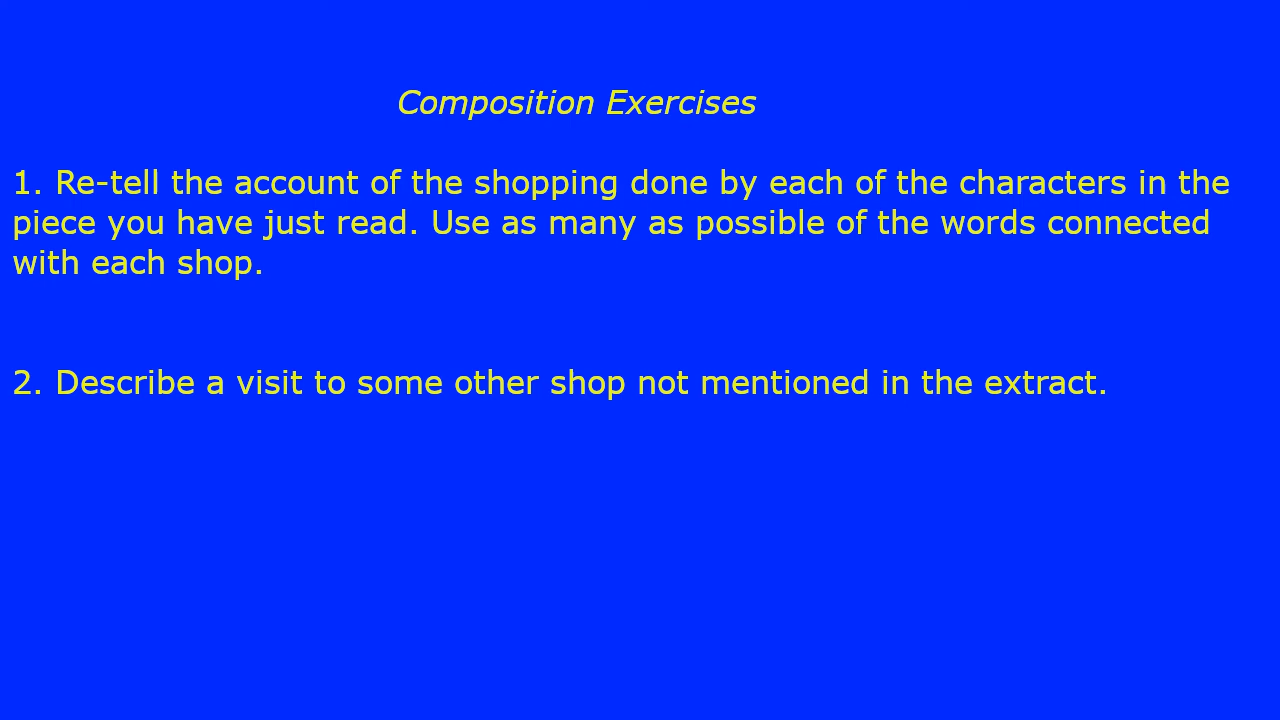 Composition Exercises
1. Re-tell the account of the shopping done by each of the characters in the
piece you have just read. Use as many as possible of the words connected
with each shop.
2. Describe a visit to some other shop not mentioned in the extract.